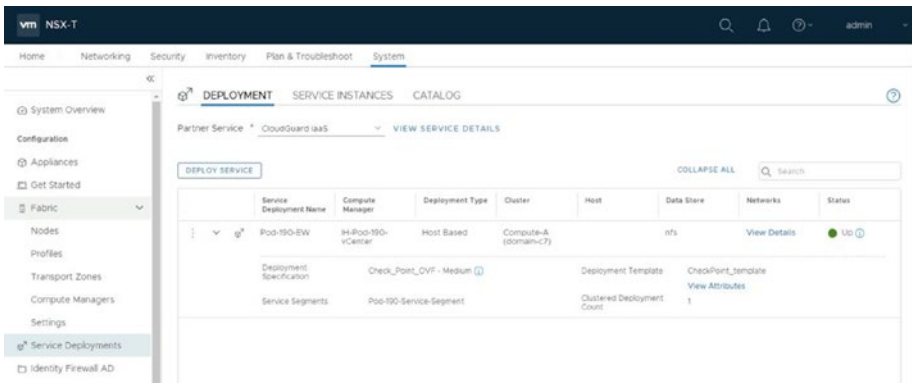 vm NSX-T admin
Home Networking Security Inventory Plan & Troubleshoot System
DEPLOYMENT SERVICE INSTANCES CATALOG
System Overview
Partner Service * CloudGuard IaaS VIEW SERVICE DETAILS
Configuration
Appliances
DEPLOY SERVICE COLLAPSE ALL Search
Get Started
Fabric
Service Deployment Name Compute Manager Deployment Type Cluster Host Data Store Networks Status
Nodes
Pod-190-EW IH-Pod-190-vCenter Host Based Compute-A (domain-c7) nfs View Details Up
Profiles
Transport Zones
Deployment Specification Check_Point_OVF - Medium Deployment Template CheckPoint_template
View Attributes
Compute Managers
Service Segments Pod-190-Service-Segment Clustered Deployment Count 1
Settings
Service Deployments
Identity Firewall AD